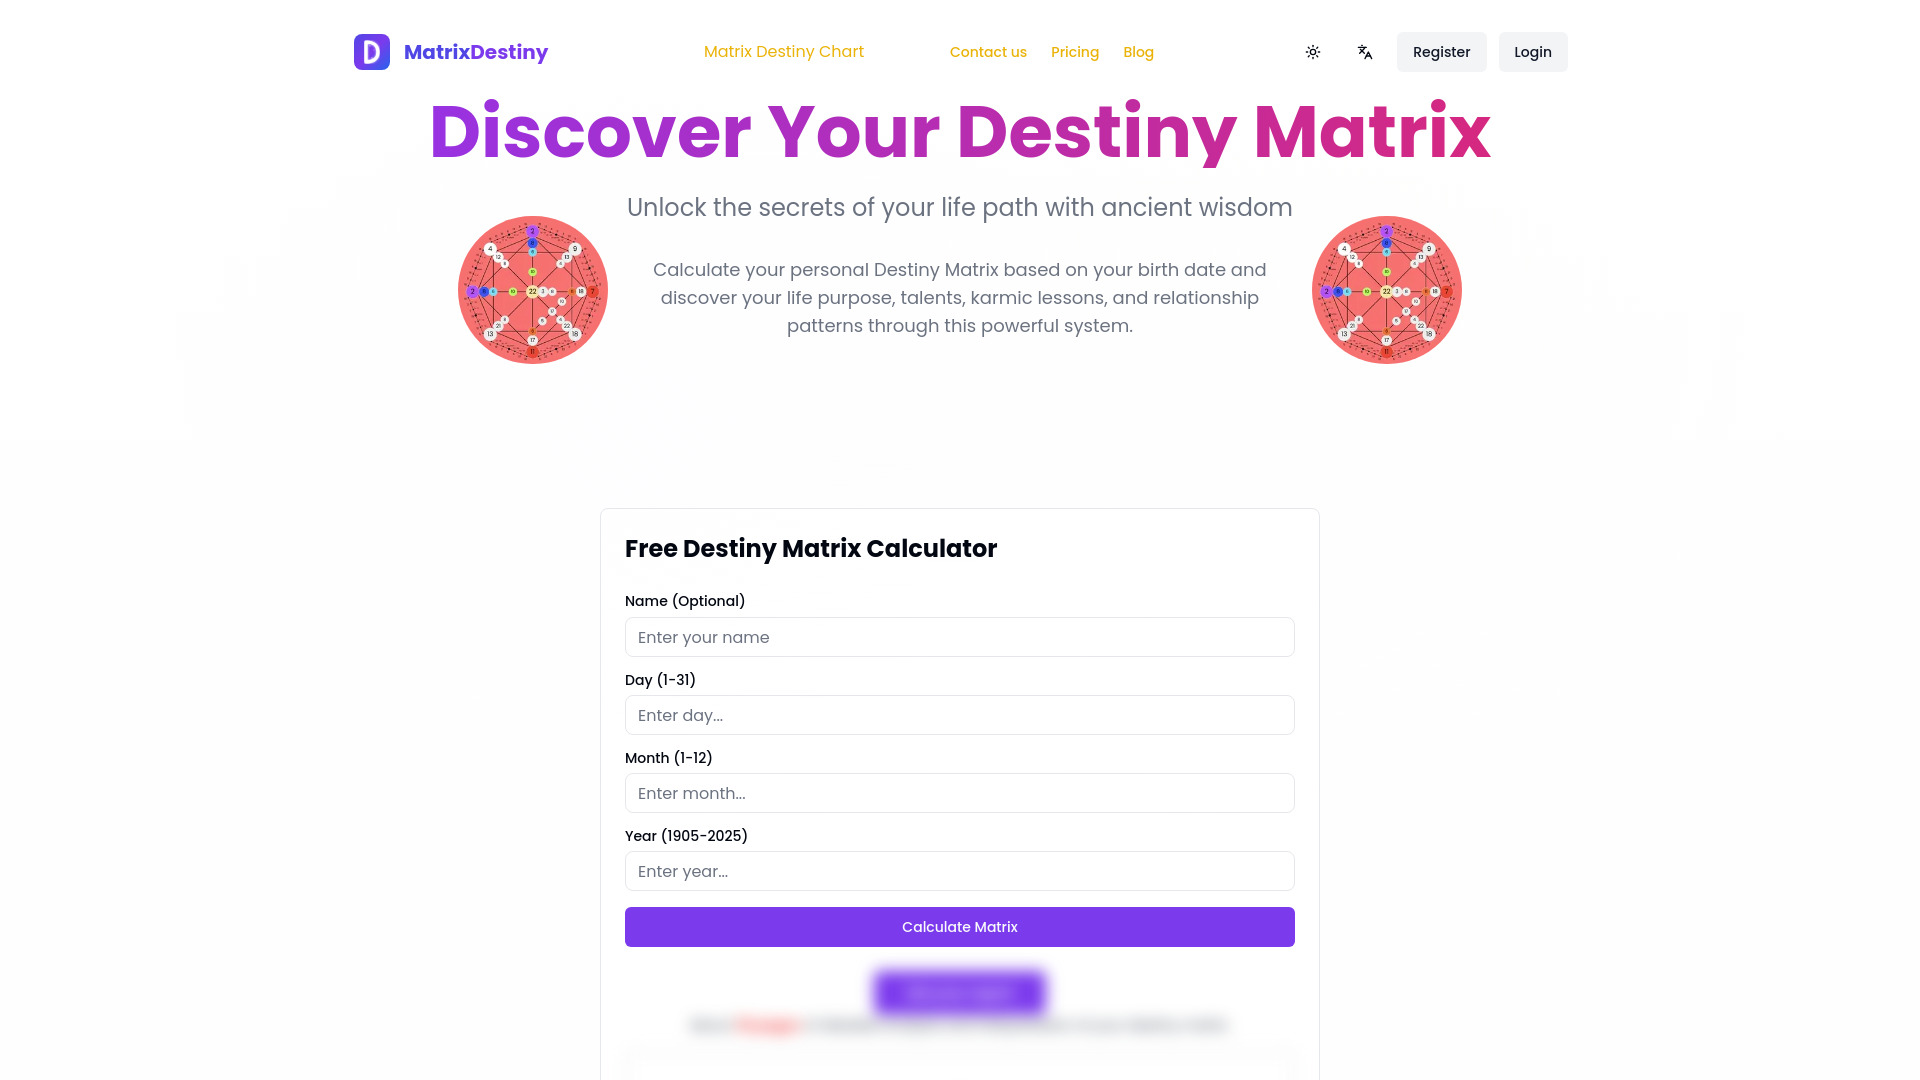 MatrixDestiny
Matrix Destiny Chart
Contact us
Pricing
Blog
Register
Login
Discover Your Destiny Matrix
Unlock the secrets of your life path with ancient wisdom
Calculate your personal Destiny Matrix based on your birth date and
discover your life purpose, talents, karmic lessons, and relationship
patterns through this powerful system.
Free Destiny Matrix Calculator
Name (Optional)
Enter your name
Day (1-31)
Enter day...
Month (1-12)
Enter month...
Year (1905-2025)
Enter year...
Calculate Matrix